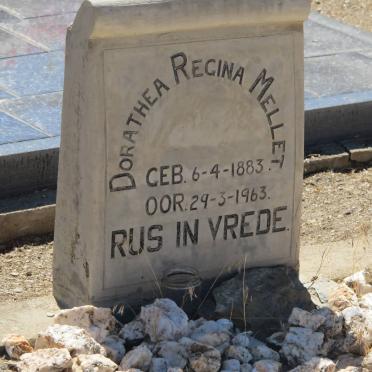 Dorathea Regina Mellet
GEB. 6-4-1883.
OOR. 29-3-1963.
RUS IN VREDE.